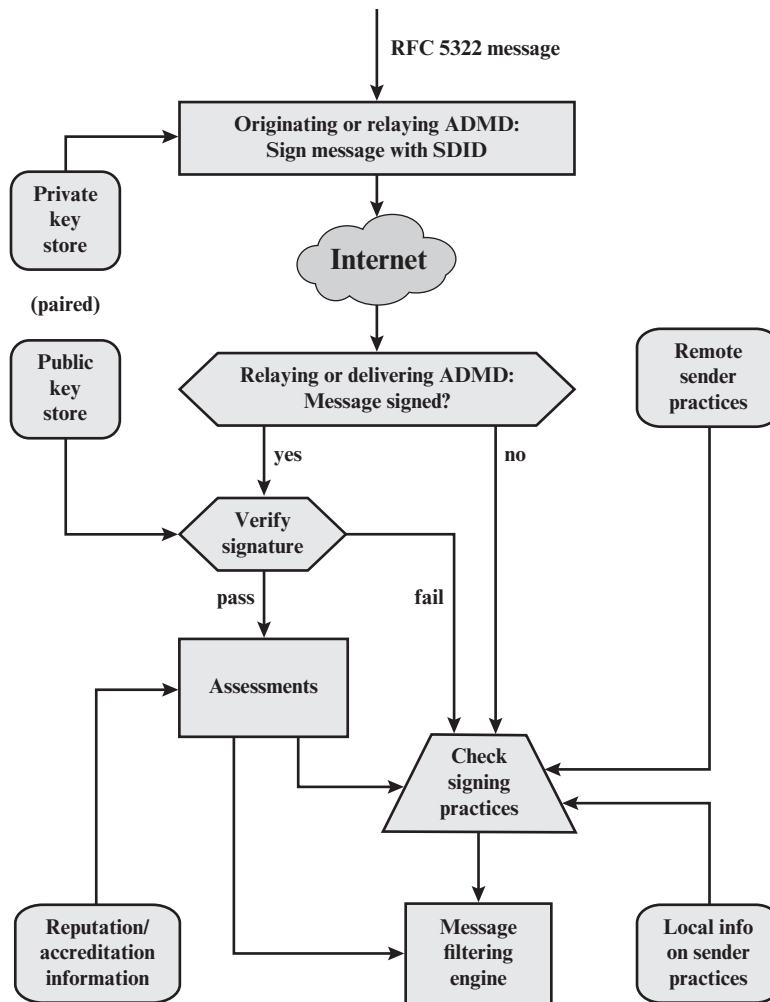 RFC 5322 message
Originating or relaying ADMD:
Sign message with SDID
Private
key
store
Internet
(paired)
Public
key
store
Relaying or delivering ADMD:
Message signed?
Remote
sender
practices
yes
no
Verify
signature
pass
fail
Assessments
Check
signing
practices
Reputation/
accreditation
information
Message
filtering
engine
Local info
on sender
practices